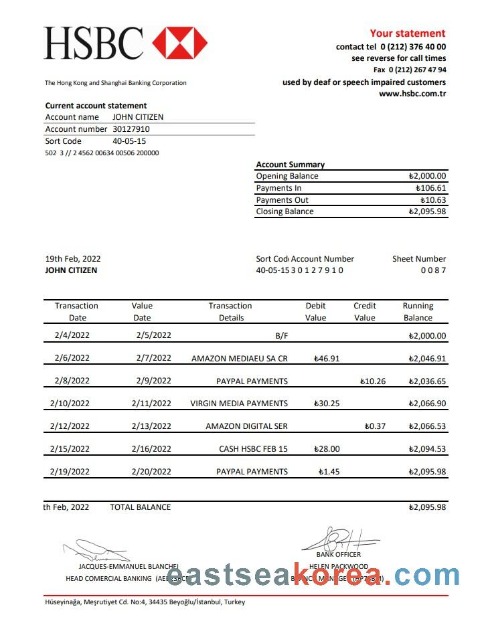 HSBC
The Hong Kong and Shanghai Banking Corporation
Your statement
contact tel 0 (212) 376 40 00
see reverse for call times
Fax 0 (212) 267 47 94
used by deaf or speech impaired customers
www.hsbc.com.tr
Current account statement
Account name JOHN CITIZEN
Account number 30127910
Sort Code 40-05-15
502 3 // 2 4562 00634 00506 200000
Account Summary
Opening Balance ₺2,000.00
Payments In ₺106.61
Payments Out ₺10.63
Closing Balance ₺2,095.98
19th Feb, 2022 Sort Code Account Number Sheet Number
JOHN CITIZEN 40-05-15 3 0 1 2 7 9 1 0 0 0 8 7
Transaction Value Transaction Debit Credit Running
Date Date Details Value Value Balance
2/4/2022 2/5/2022 B/F ₺2,000.00
2/6/2022 2/7/2022 AMAZON MEDIAEU SA CR ₺46.91 ₺2,046.91
2/8/2022 2/9/2022 PAYPAL PAYMENTS ₺10.26 ₺2,036.65
2/10/2022 2/11/2022 VIRGIN MEDIA PAYMENTS ₺30.25 ₺2,066.90
2/12/2022 2/13/2022 AMAZON DIGITAL SER ₺0.37 ₺2,066.53
2/15/2022 2/16/2022 CASH HSBC FEB 15 ₺28.00 ₺2,094.53
2/19/2022 2/20/2022 PAYPAL PAYMENTS ₺1.45 ₺2,095.98
th Feb, 2022 TOTAL BALANCE ₺2,095.98
BANK OFFICER
JACQUES-EMMUEL BLANCHE HELEN PACKWOOD
HEAD COMERCIAL BANKING
eastseakorea.com
Hüseyinağa, Meşrutiyet Cd. No:4, 34435 Beyoğlu/İstanbul, Turkey